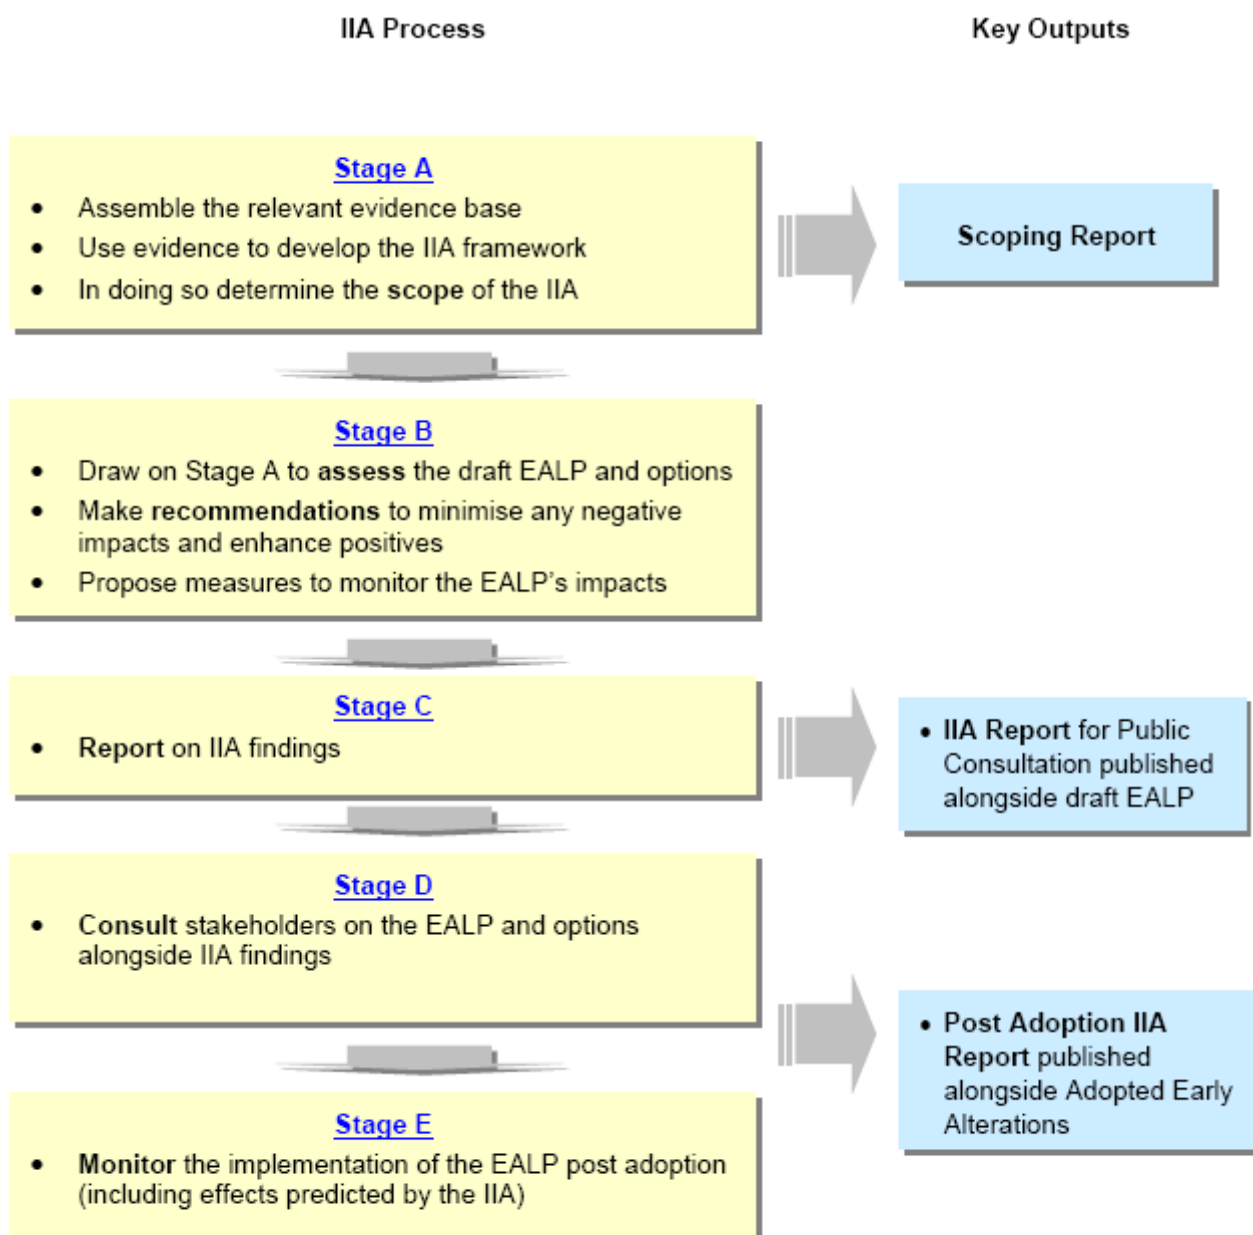 IIA Process
Key Outputs
Stage A
• Assemble the relevant evidence base
• Use evidence to develop the IIA framework
• In doing so determine the scope of the IIA
Scoping Report
Stage B
• Draw on Stage A to assess the draft EALP and options
• Make recommendations to minimise any negative
impacts and enhance positives
• Propose measures to monitor the EALP's impacts
Stage C
• Report on IIA findings
• IIA Report for Public
Consultation published
alongside draft EALP
Stage D
• Consult stakeholders on the EALP and options
alongside IIA findings
• Post Adoption IIA
Report published
alongside Adopted Early
Alterations
Stage E
• Monitor the implementation of the EALP post adoption
(including effects predicted by the IIA)